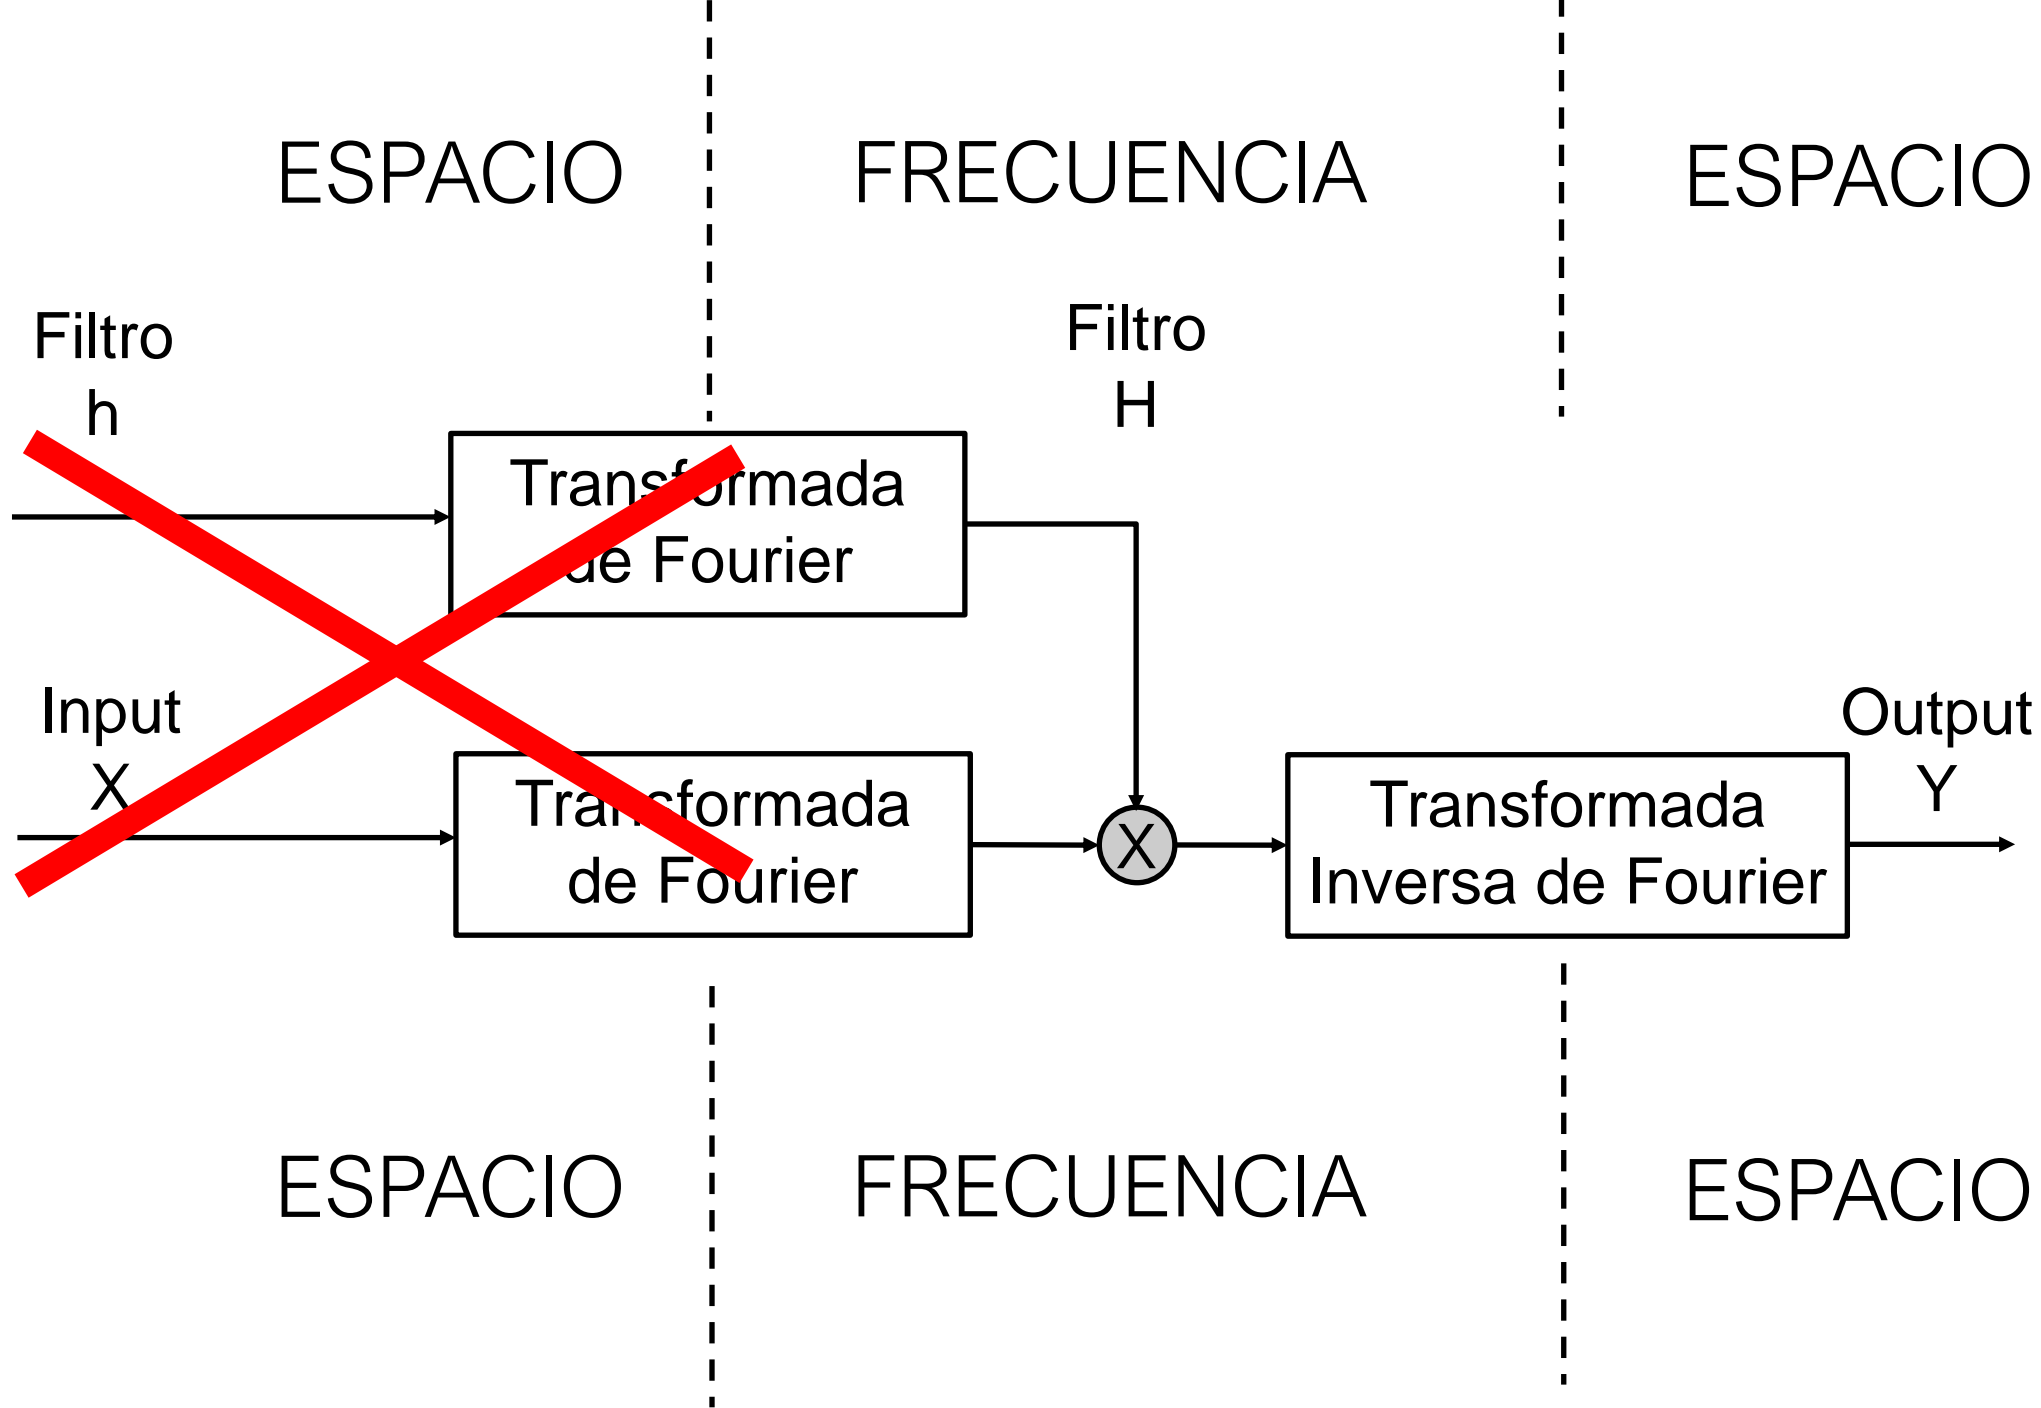 ESPACIO
FRECUENCIA
ESPACIO
Filtro
h
Filtro
H
Transformada
de Fourier
Input
X
Transformada
de Fourier
X
Transformada
Inversa de Fourier
Output
Y
ESPACIO
FRECUENCIA
ESPACIO